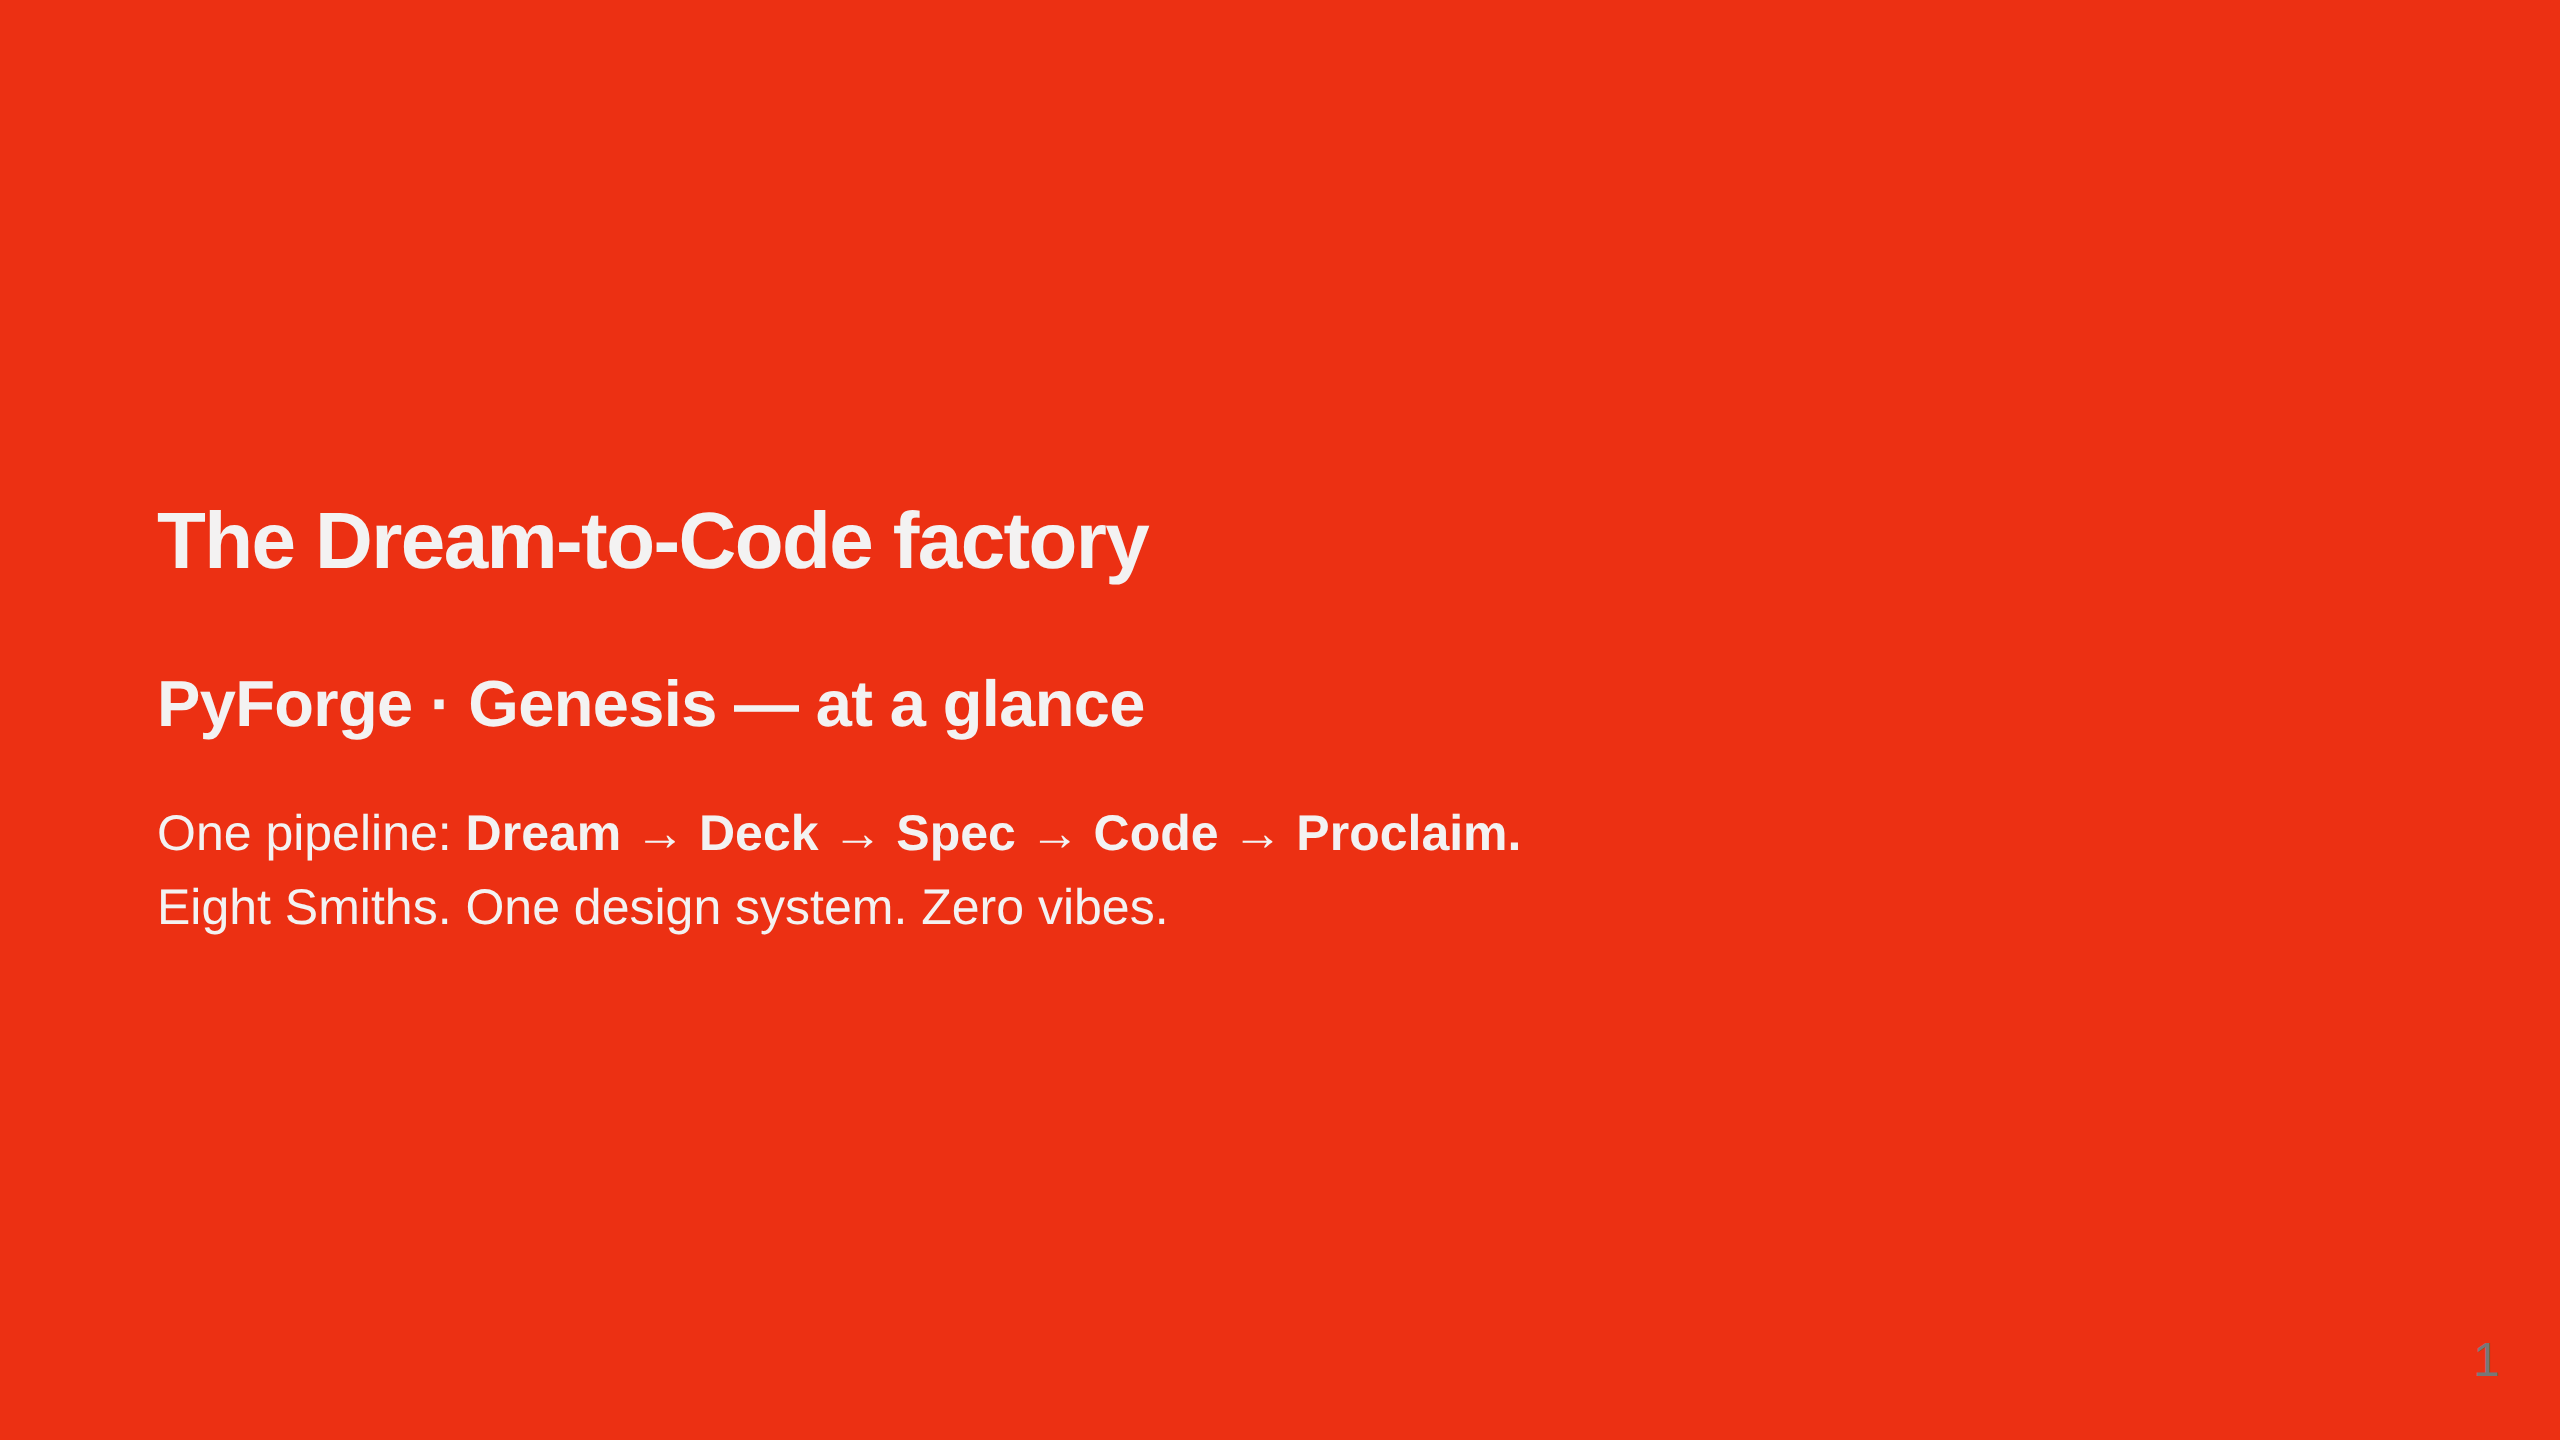 The Dream-to-Code factory
PyForge · Genesis — at a glance
One pipeline: Dream → Deck → Spec → Code → Proclaim.
Eight Smiths. One design system. Zero vibes.
1